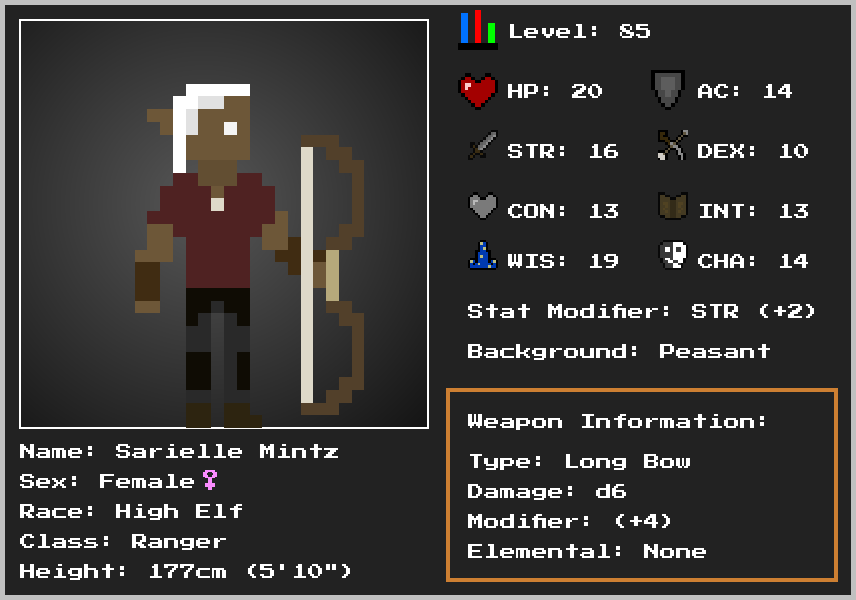 Level: 85
HP: 20
AC: 14
STR: 16
DEX: 10
CON: 13
INT: 13
WIS: 19
CHA: 14
Stat Modifier: STR (+2)
Background: Peasant
Weapon Information:
Type: Long Bow
Damage: d6
Modifier: (+4)
Elemental: None
Name: Sarielle Mintz
Sex: Female♀
Race: High Elf
Class: Ranger
Height: 177cm (5'10")